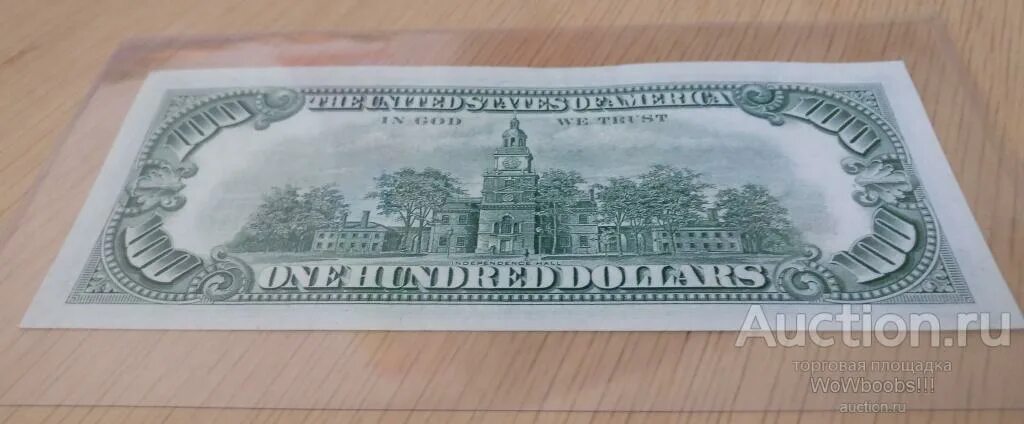 100 THE UNITED STATES OF AMERICA 100
IN GOD WE TRUST
INDEPENDENCE HALL
100 ONE HUNDRED DOLLARS 100
Auction.ru
торговая площадка
WoWboobs!!!
auction.ru